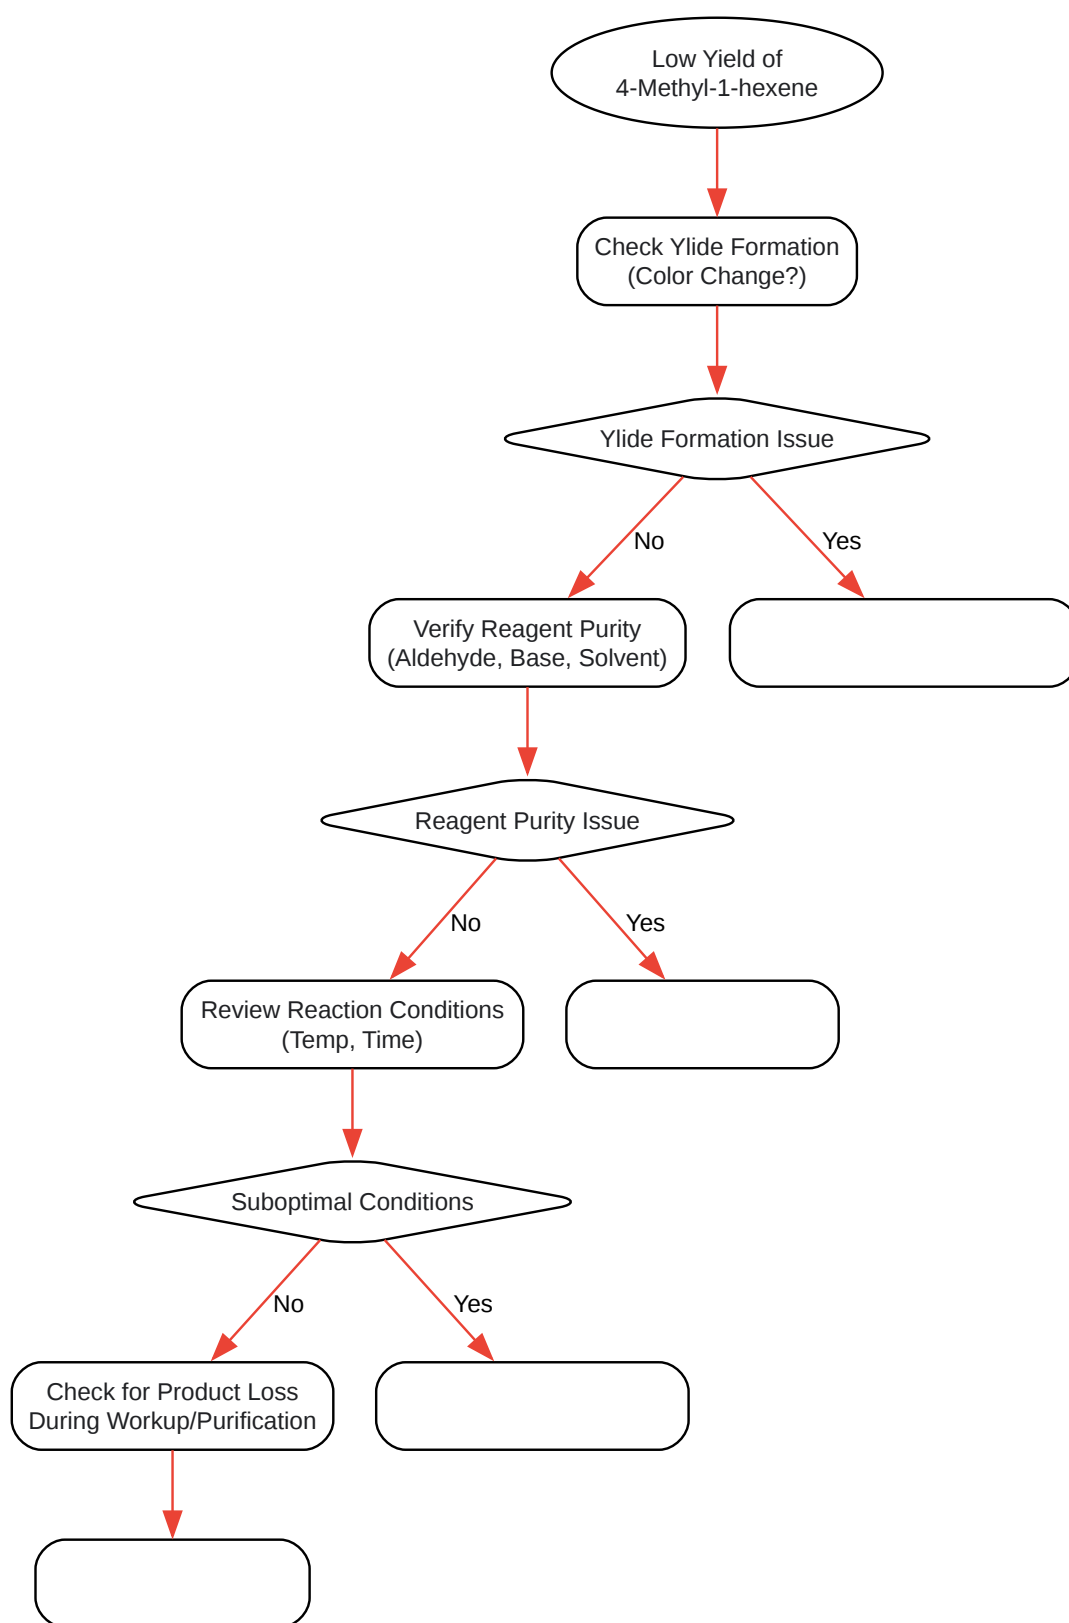 Low Yield of
4-Methyl-1-hexene
Check Ylide Formation
(Color Change?)
Ylide Formation Issue
No
Yes
Verify Reagent Purity
(Aldehyde, Base, Solvent)
Reagent Purity Issue
No
Yes
Review Reaction Conditions
(Temp, Time)
Suboptimal Conditions
No
Yes
Check for Product Loss
During Workup/Purification